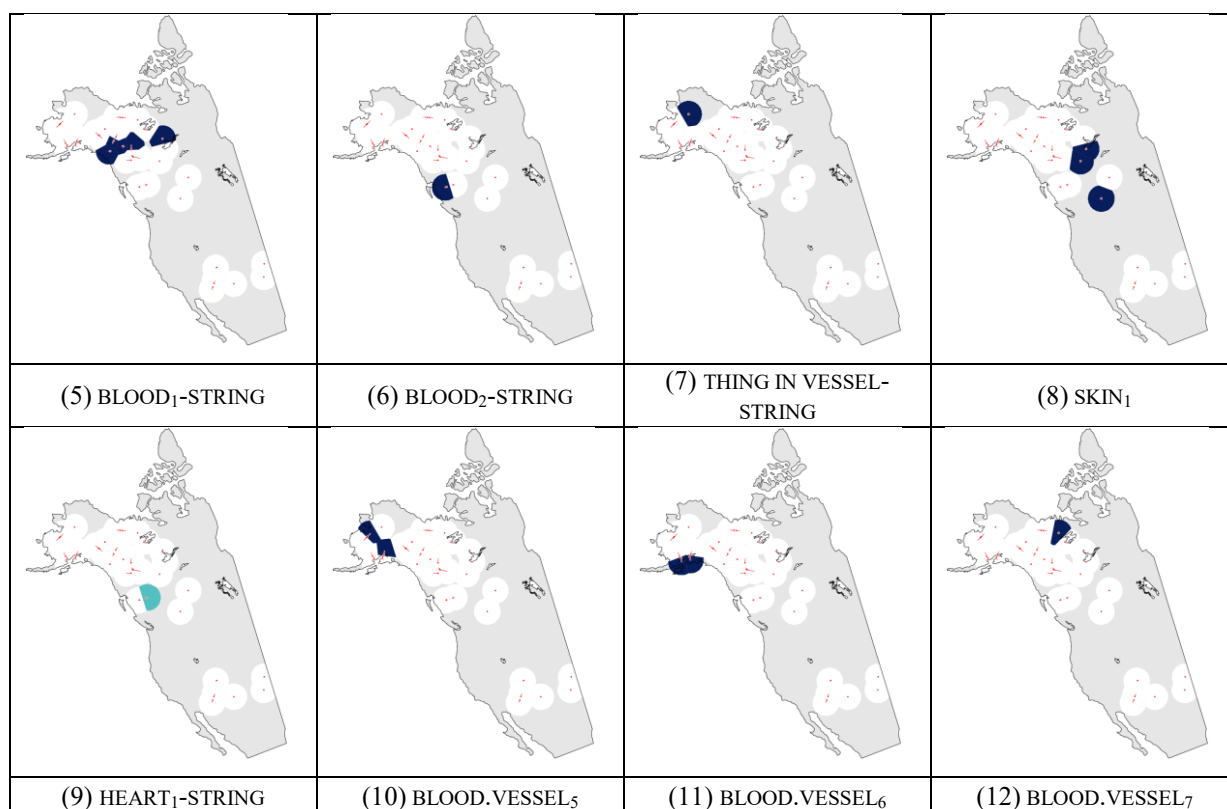 (5) BLOOD₁-STRING
(6) BLOOD₂-STRING
(7) THING IN VESSEL-
STRING
(8) SKIN₁
(9) HEART₁-STRING
(10) BLOOD.VESSEL₅
(11) BLOOD.VESSEL₆
(12) BLOOD.VESSEL₇